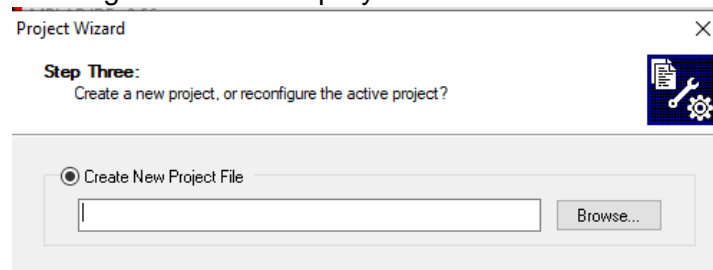 Project Wizard
Step Three:
Create a new project, or reconfigure the active project?
Create New Project File
Browse...